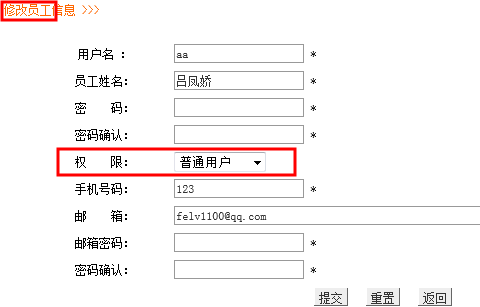 修改员工信息 >>>
用户名 : aa *
员工姓名: 吕凤娇 *
密 码: *
密码确认: *
权 限: 普通用户
手机号码: 123 *
邮 箱: felv1100@qq.com
邮箱密码: *
密码确认: *
提交 重置 返回